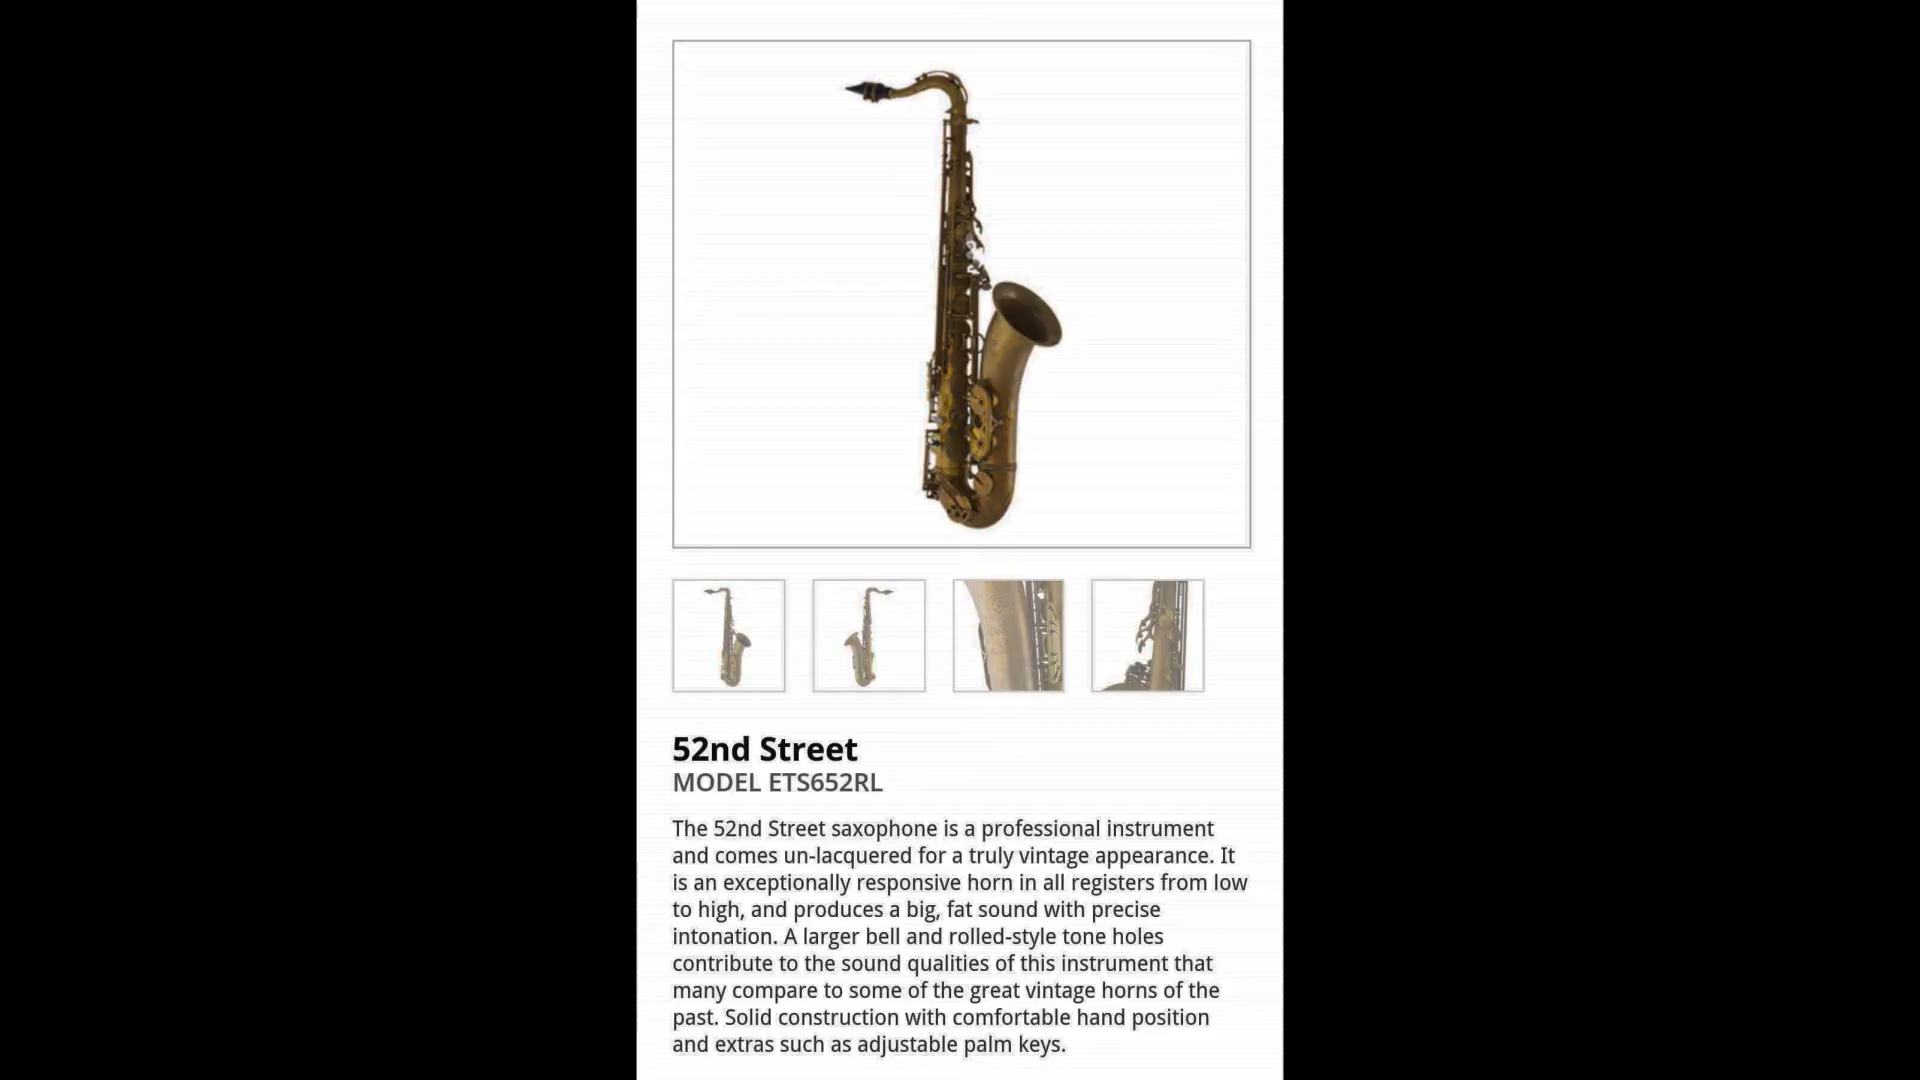 52nd Street
MODEL ETS652RL
The 52nd Street saxophone is a professional instrument
and comes un-lacquered for a truly vintage appearance. It
is an exceptionally responsive horn in all registers from low
to high, and produces a big, fat sound with precise
intonation. A larger bell and rolled-style tone holes
contribute to the sound qualities of this instrument that
many compare to some of the great vintage horns of the
past. Solid construction with comfortable hand position
and extras such as adjustable palm keys.